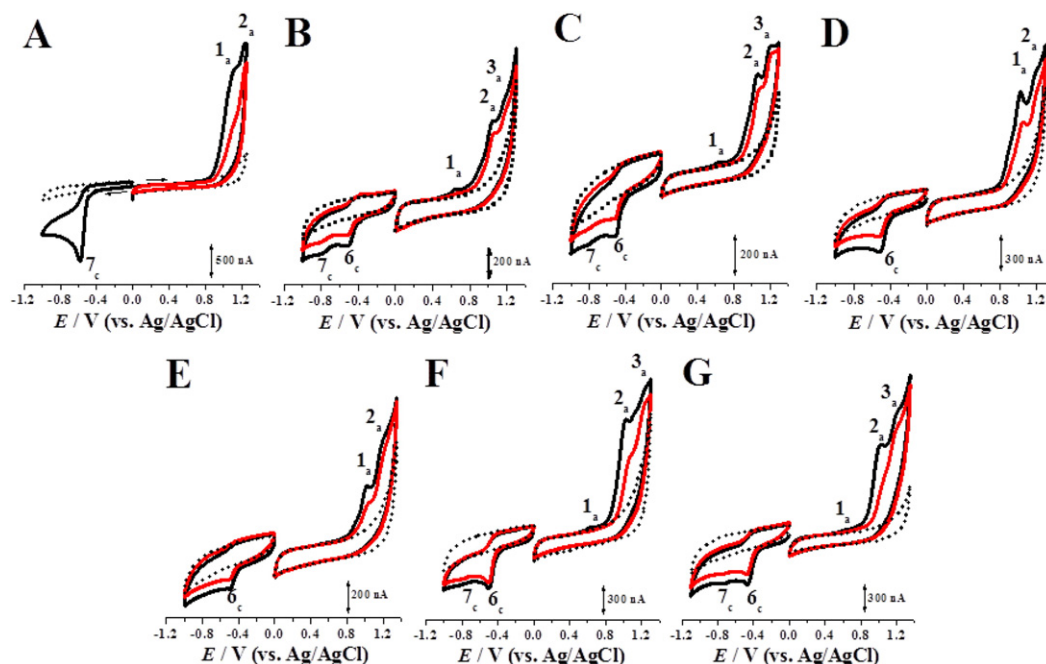 A
1a
2a
7c
500 nA
-1.2 -0.8 -0.4 0.0 0.4 0.8 1.2
E / V (vs. Ag/AgCl)
B
1a
2a
3a
7c 6c
200 nA
-1.2 -0.8 -0.4 0.0 0.4 0.8 1.2
E / V (vs. Ag/AgCl)
C
1a
2a
3a
7c 6c
200 nA
-1.2 -0.8 -0.4 0.0 0.4 0.8 1.2
E / V (vs. Ag/AgCl)
D
1a
2a
6c
300 nA
-1.2 -0.8 -0.4 0.0 0.4 0.8 1.2
E / V (vs. Ag/AgCl)
E
1a
2a
6c
200 nA
-1.2 -0.8 -0.4 0.0 0.4 0.8 1.2
E / V (vs. Ag/AgCl)
F
1a
2a
3a
7c 6c
300 nA
-1.2 -0.8 -0.4 0.0 0.4 0.8 1.2
E / V (vs. Ag/AgCl)
G
1a
2a
3a
7c 6c
300 nA
-1.2 -0.8 -0.4 0.0 0.4 0.8 1.2
E / V (vs. Ag/AgCl)